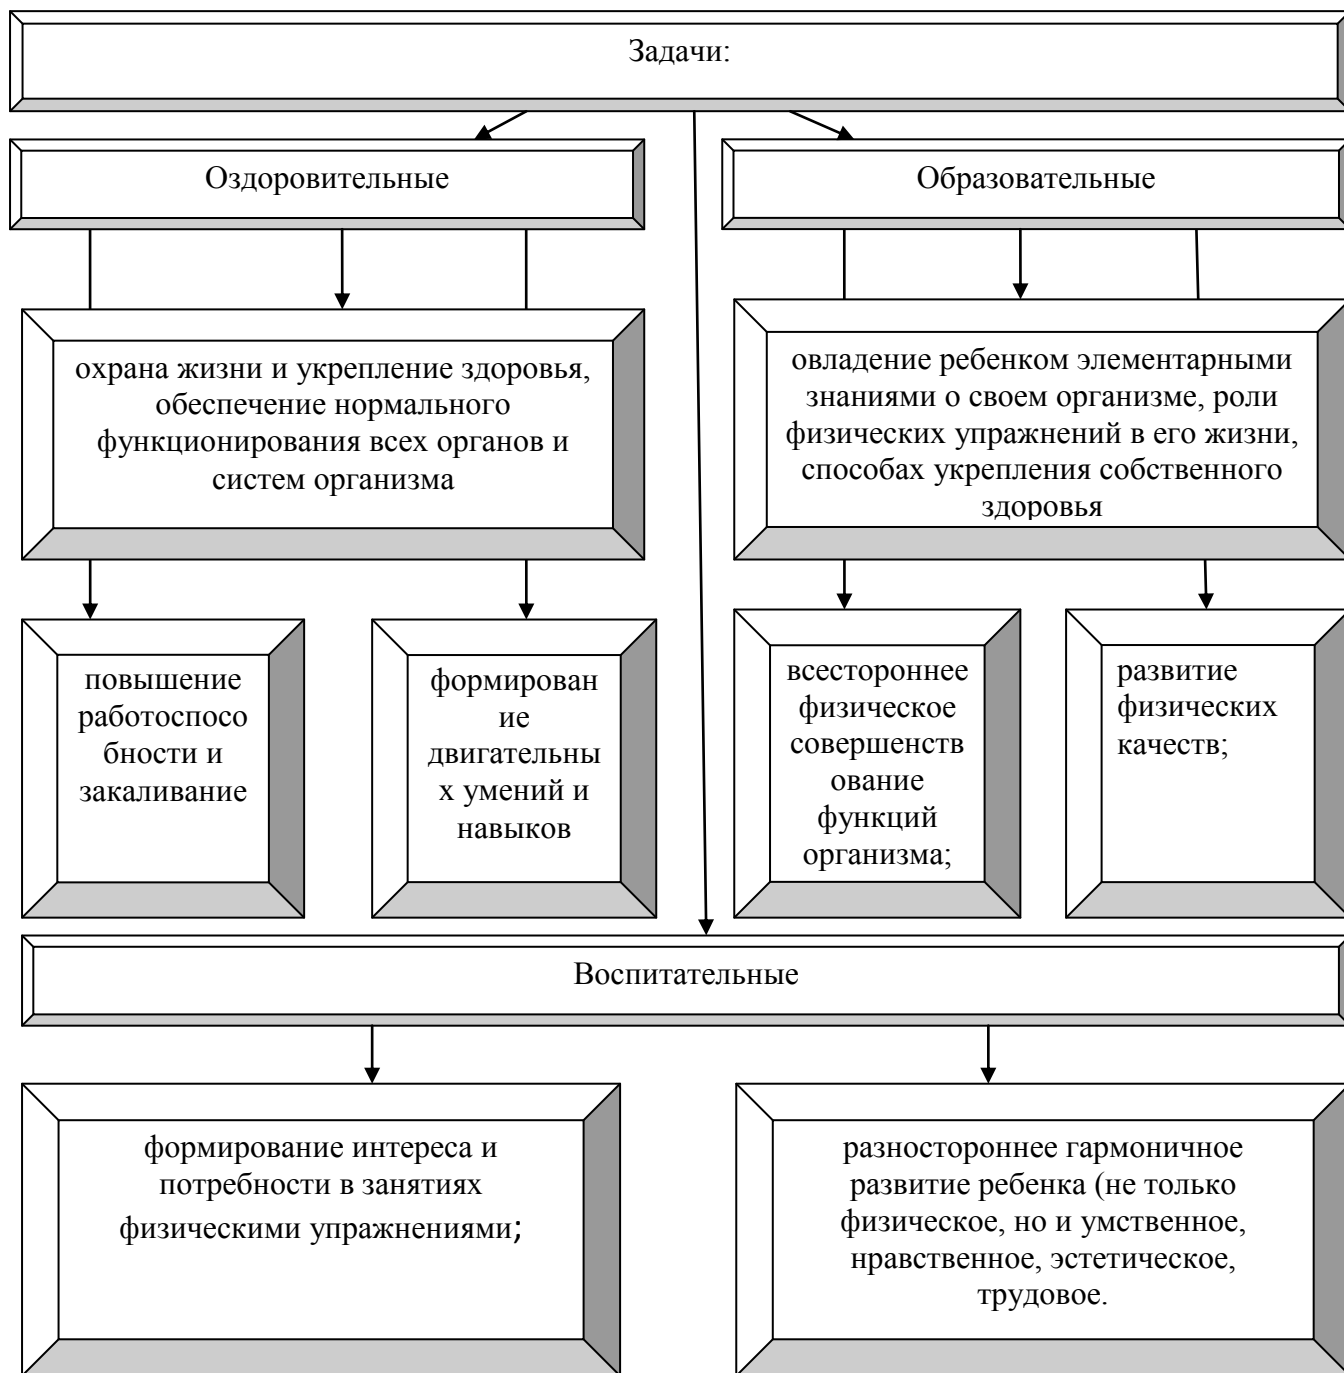 Задачи:
Оздоровительные
Образовательные
охрана жизни и укрепление здоровья,
обеспечение нормального
функционирования всех органов и
систем организма
овладение ребенком элементарными
знаниями о своем организме, роли
физических упражнений в его жизни,
способах укрепления собственного
здоровья
повышение
работоспосо
бности и
закаливание
формирован
ие
двигательны
х умений и
навыков
всестороннее
физическое
совершенств
ование
функций
организма;
развитие
физических
качеств;
Воспитательные
формирование интереса и
потребности в занятиях
физическими упражнениями;
разностороннее гармоничное
развитие ребенка (не только
физическое, но и умственное,
нравственное, эстетическое,
трудовое.